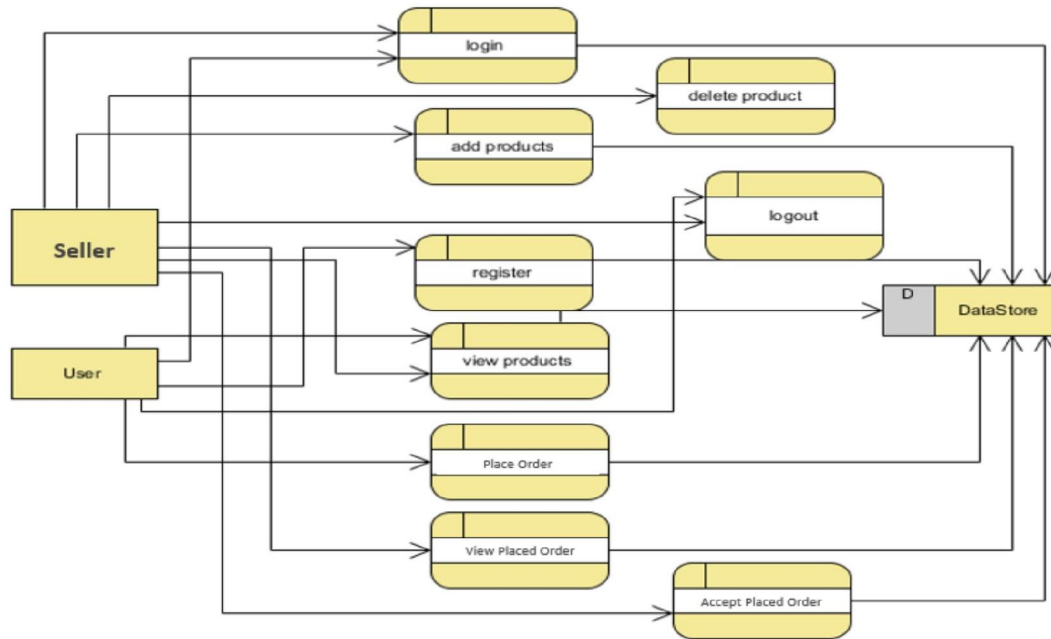 login
delete product
add products
logout
Seller
register
D
DataStore
view products
User
Place Order
View Placed Order
Accept Placed Order